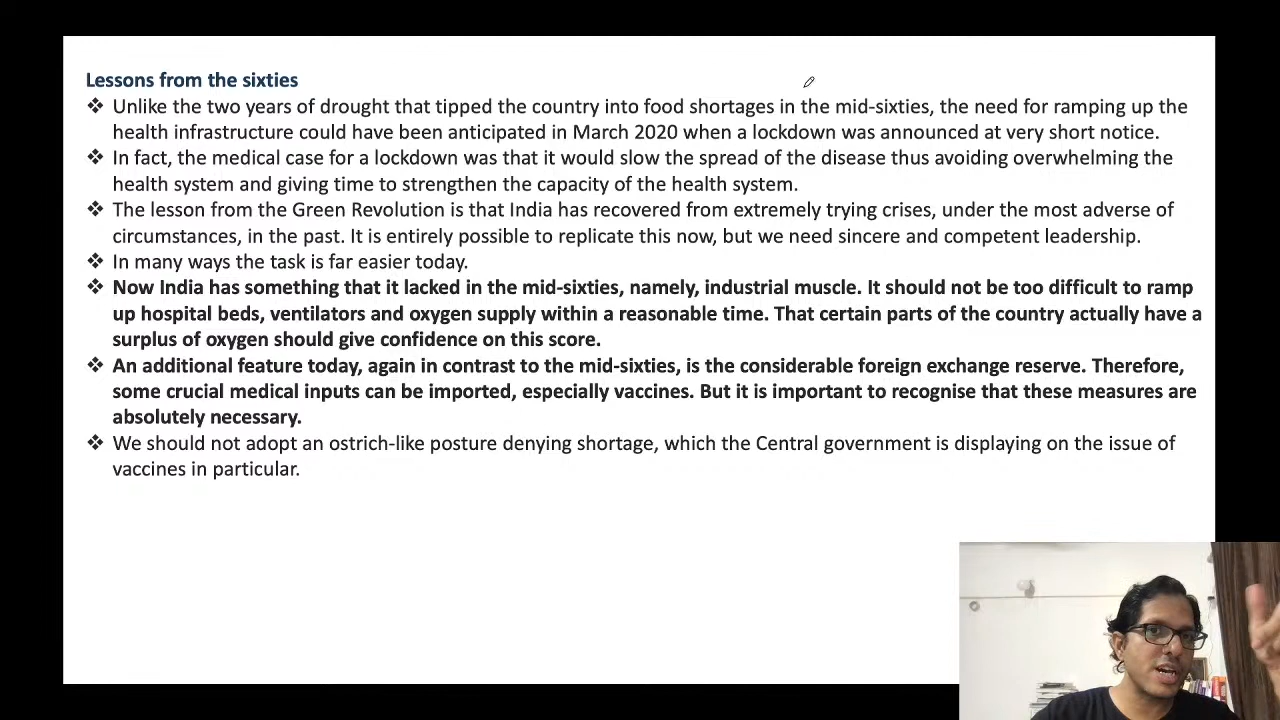 Lessons from the sixties
❖ Unlike the two years of drought that tipped the country into food shortages in the mid-sixties, the need for ramping up the
health infrastructure could have been anticipated in March 2020 when a lockdown was announced at very short notice.
❖ In fact, the medical case for a lockdown was that it would slow the spread of the disease thus avoiding overwhelming the
health system and giving time to strengthen the capacity of the health system.
❖ The lesson from the Green Revolution is that India has recovered from extremely trying crises, under the most adverse of
circumstances, in the past. It is entirely possible to replicate this now, but we need sincere and competent leadership.
❖ In many ways the task is far easier today.
❖ Now India has something that it lacked in the mid-sixties, namely, industrial muscle. It should not be too difficult to ramp
up hospital beds, ventilators and oxygen supply within a reasonable time. That certain parts of the country actually have a
surplus of oxygen should give confidence on this score.
❖ An additional feature today, again in contrast to the mid-sixties, is the considerable foreign exchange reserve. Therefore,
some crucial medical inputs can be imported, especially vaccines. But it is important to recognise that these measures are
absolutely necessary.
❖ We should not adopt an ostrich-like posture denying shortage, which the Central government is displaying on the issue of
vaccines in particular.